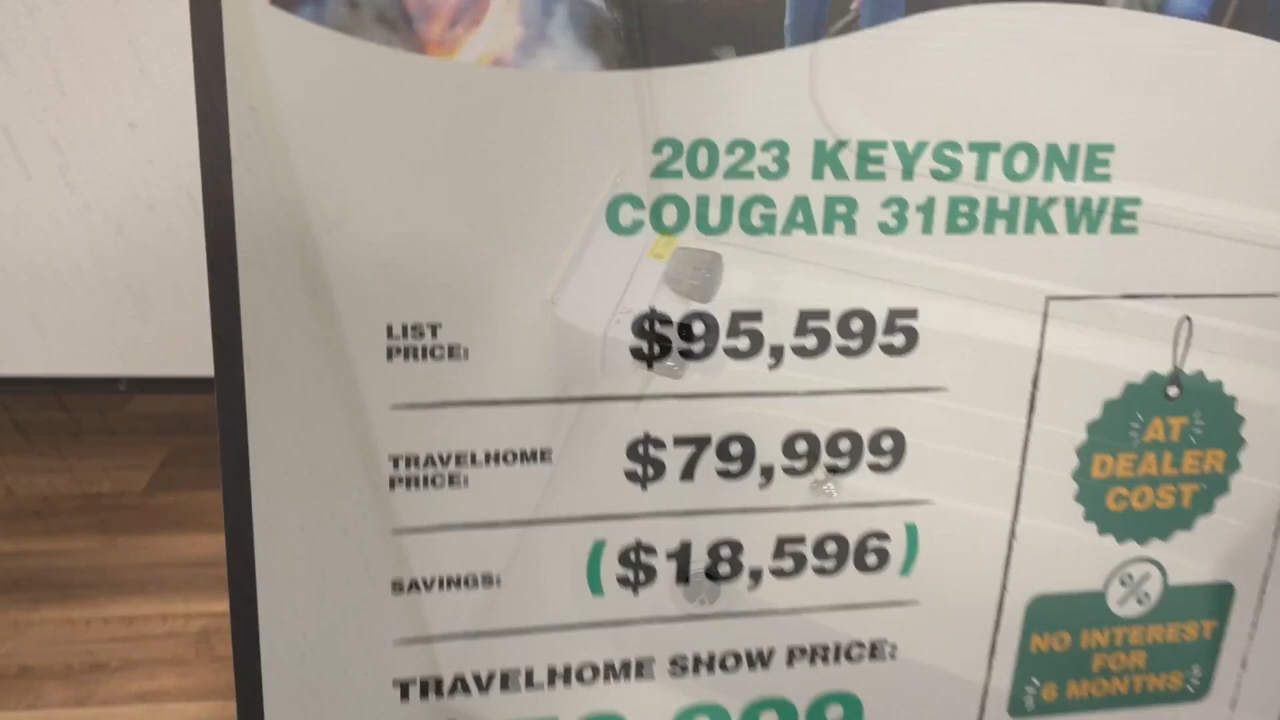 2023 KEYSTONE
COUGAR 31BHKWE
LIST
PRICE:
$95,595
TRAVELHOME
PRICE:
$79,999
SAVINGS:
($18,596)
TRAVELHOME SHOW PRICE:
AT
DEALER
COST
%
NO INTEREST
FOR
6 MONTHS